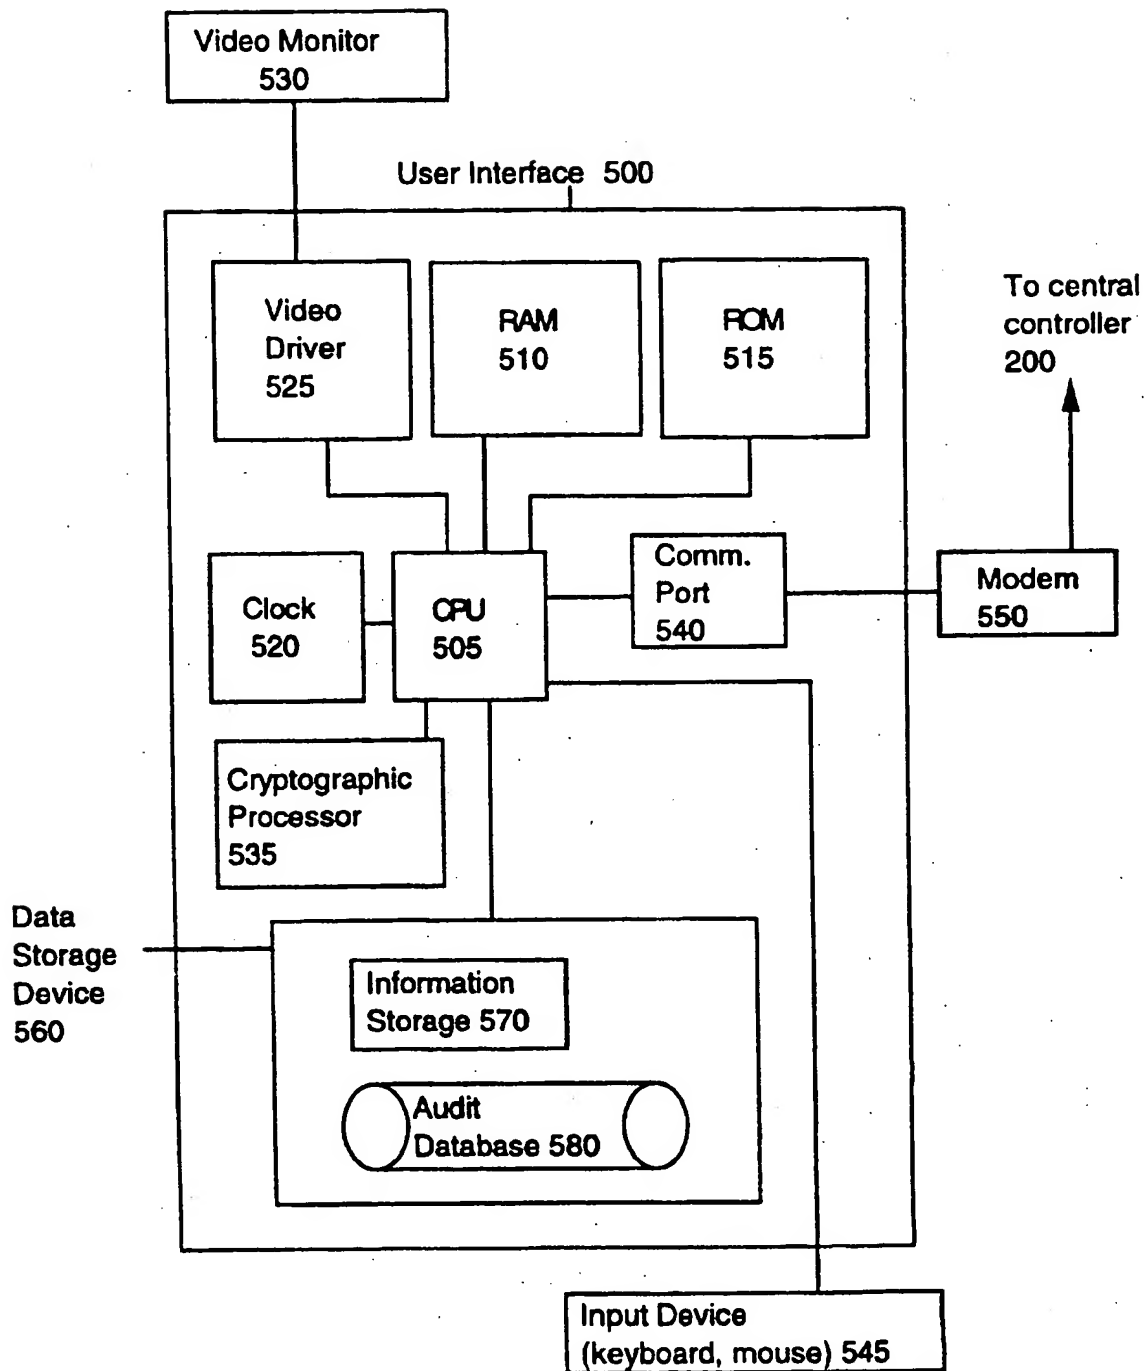 Video Monitor
530
User Interface 500
Video
Driver
525
RAM
510
ROM
515
To central
controller
200
Clock
520
CPU
505
Comm.
Port
540
Modem
550
Cryptographic
Processor
535
Data
Storage
Device
560
Information
Storage 570
Audit
Database 580
Input Device
(keyboard, mouse) 545